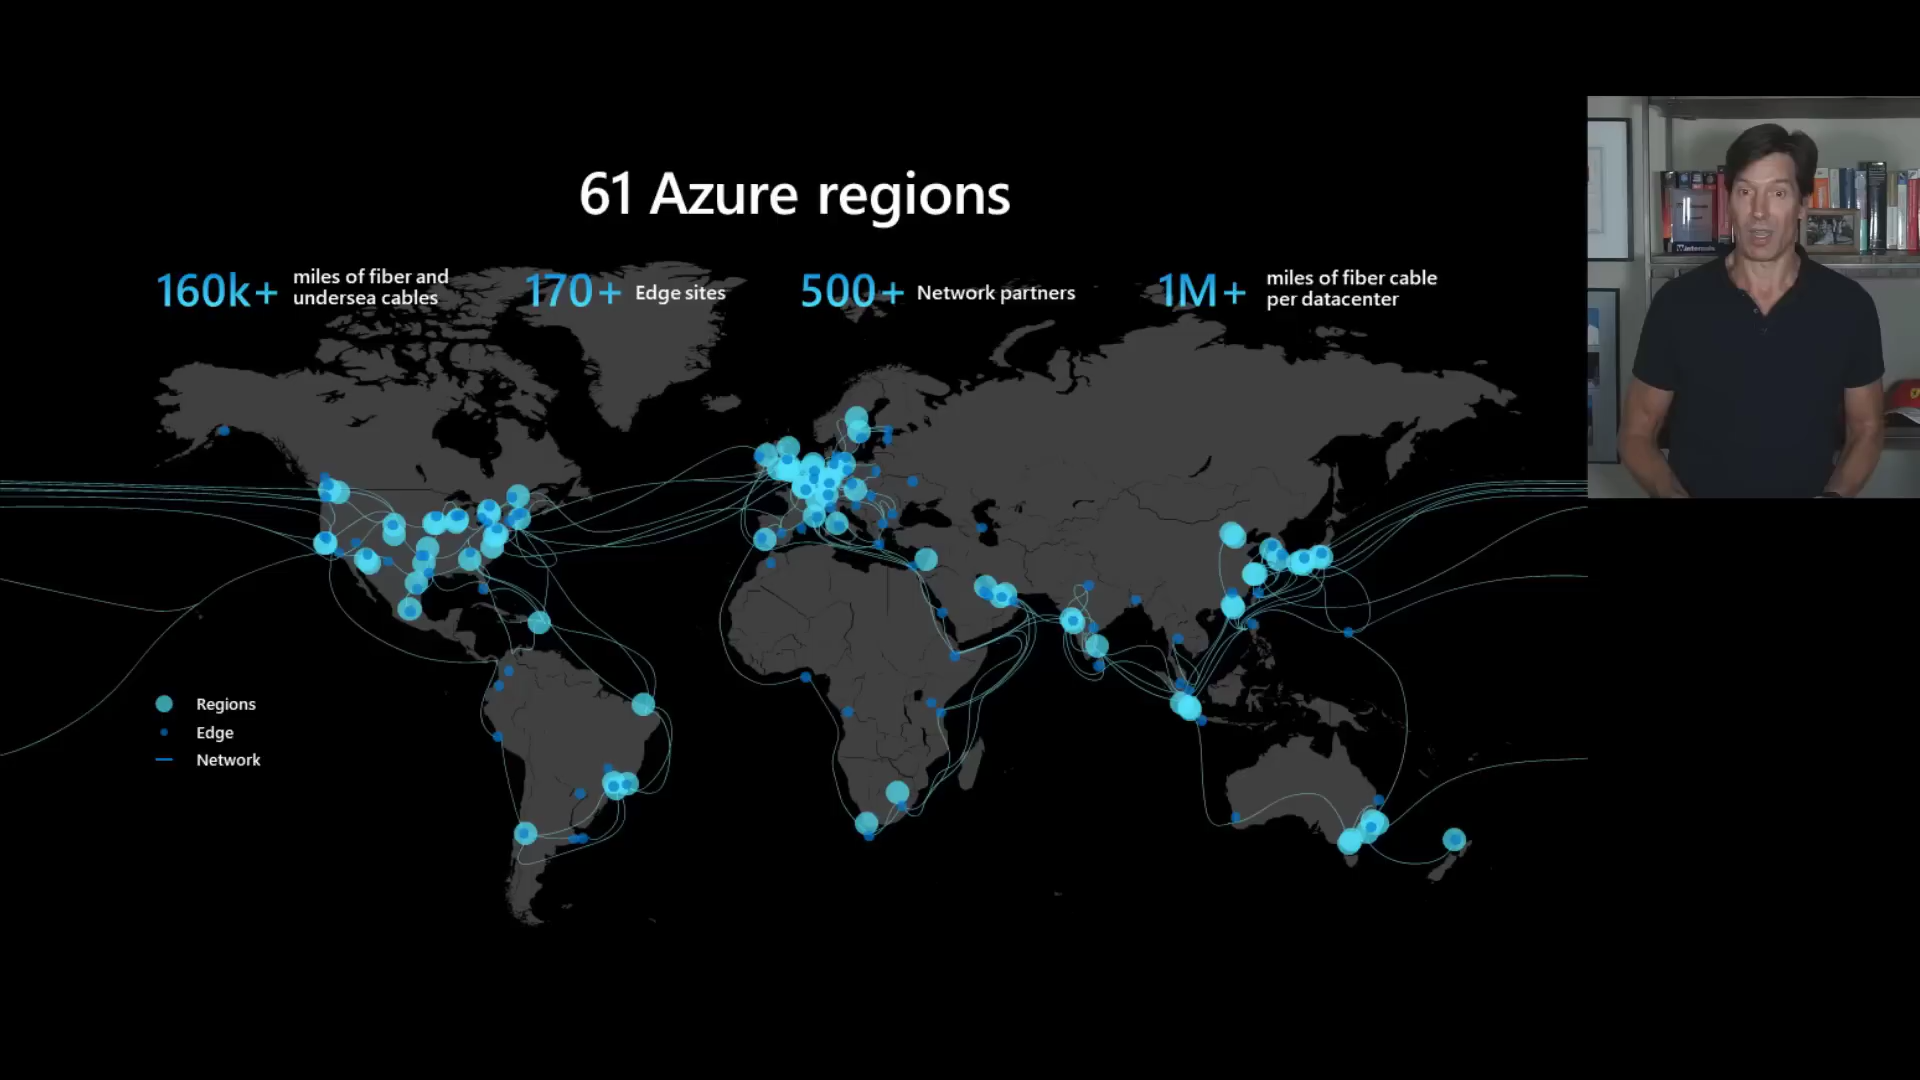 61 Azure regions
160k+ miles of fiber and
undersea cables
170+ Edge sites
500+ Network partners
1M+ miles of fiber cable
per datacenter
Regions
Edge
Network